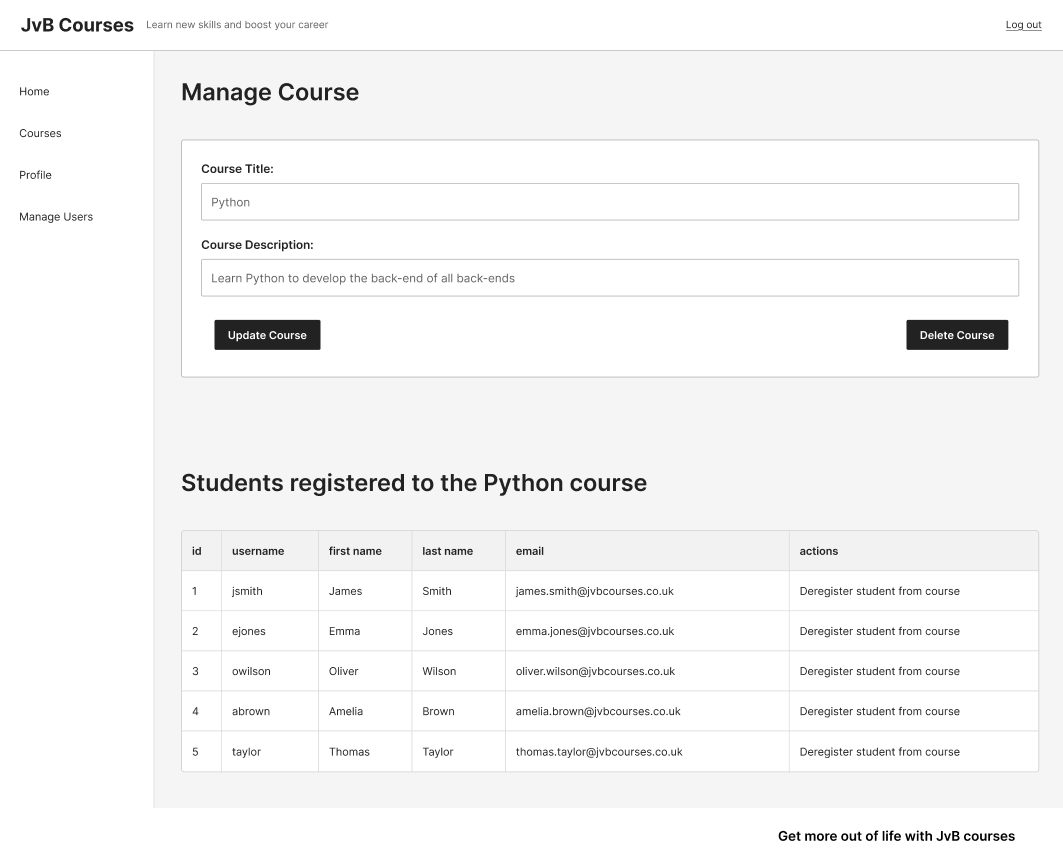 JvB Courses Learn new skills and boost your career Log out
Home
Courses
Profile
Manage Users
Manage Course
Course Title:
Python
Course Description:
Learn Python to develop the back-end of all back-ends
Update Course Delete Course
Students registered to the Python course
id username first name last name email actions
1 jsmith James Smith james.smith@jvbcourses.co.uk Deregister student from course
2 ejones Emma Jones emma.jones@jvbcourses.co.uk Deregister student from course
3 owilson Oliver Wilson oliver.wilson@jvbcourses.co.uk Deregister student from course
4 abrown Amelia Brown amelia.brown@jvbcourses.co.uk Deregister student from course
5 taylor Thomas Taylor thomas.taylor@jvbcourses.co.uk Deregister student from course
Get more out of life with JvB courses